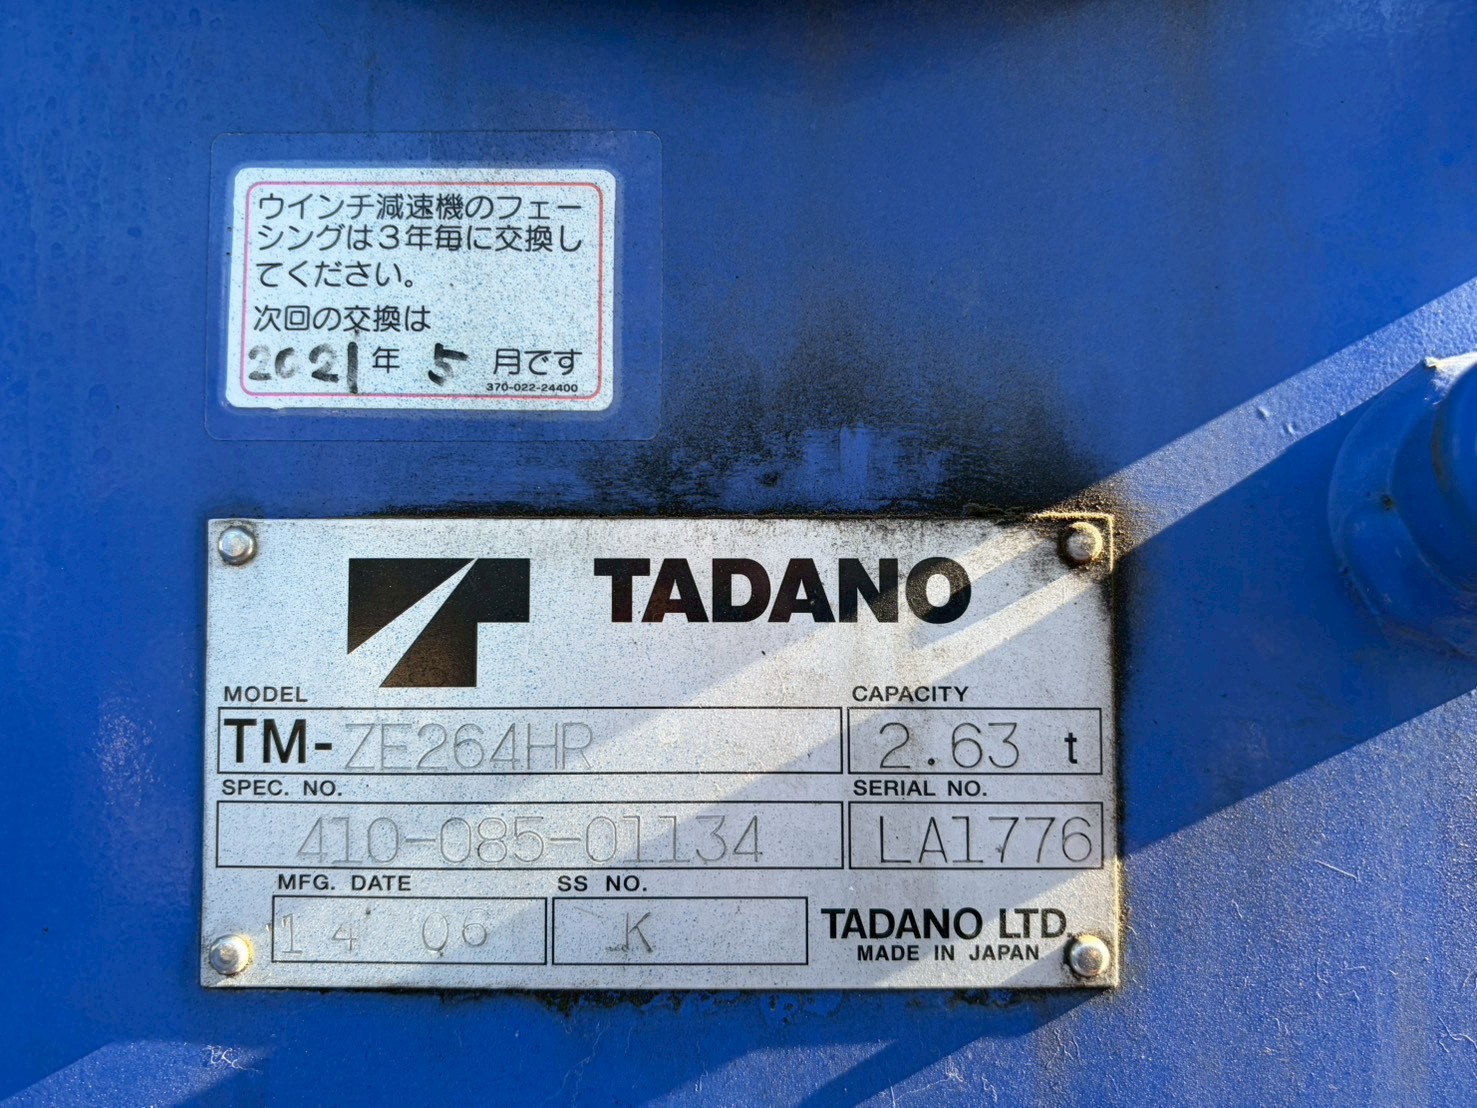 ウインチ減速機のフェー
シングは３年毎に交換し
てください。
次回の交換は
2021年 5 月です
370-022-24400
TADANO
MODEL
TM-ZE264HR
CAPACITY
2.63 t
SPEC. NO.
410-085-01134
SERIAL NO.
LA1776
MFG. DATE
14 06
SS NO.
K
TADANO LTD.
MADE IN JAPAN